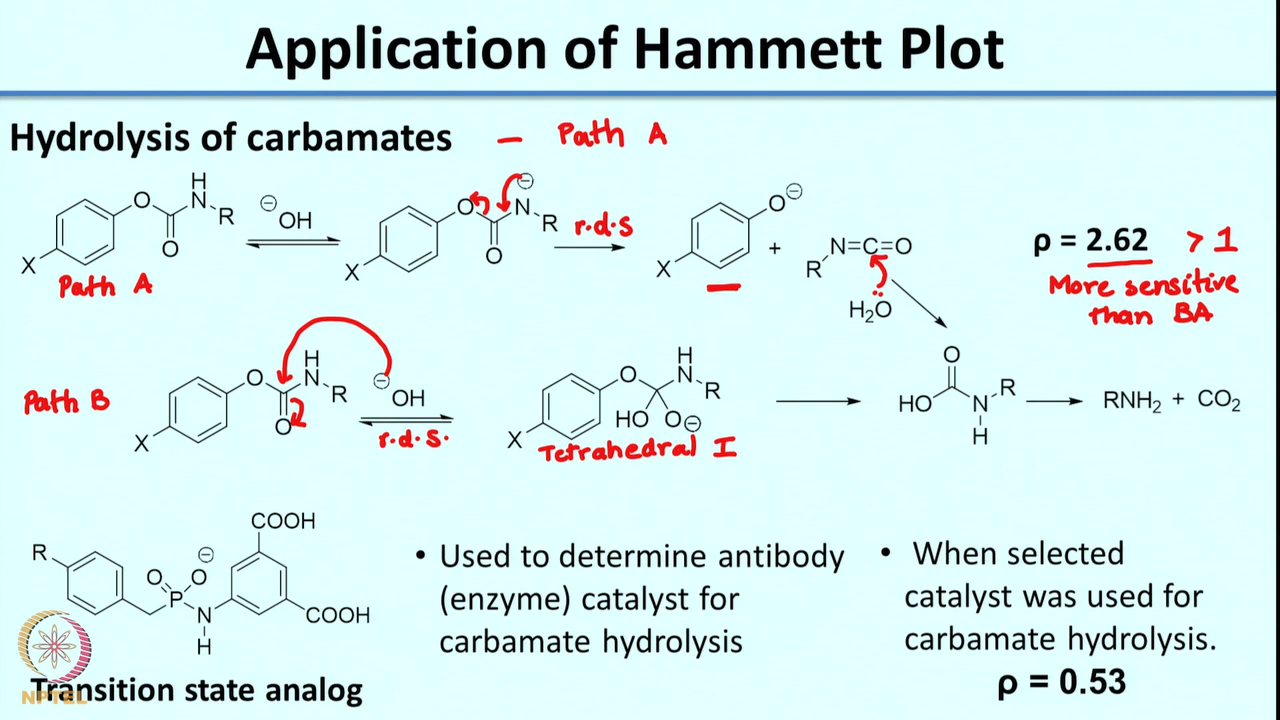 Application of Hammett Plot
Hydrolysis of carbamates – Path A
H
O N R
O
X
⊖OH
⊖
O N R
O
X
r.d.s
O⊖
X
+
N=C=O
R
H₂Ö
ρ = 2.62 > 1
More sensitive
than BA
Path A
Path B
H
O N R
O
X
⊖OH
r.d.s.
H
O N R
HO O⊖
X
Tetrahedral I
O
HO N R
H
RNH₂ + CO₂
R
O O⊖
P
N
H
COOH
COOH
Transition state analog
• Used to determine antibody
(enzyme) catalyst for
carbamate hydrolysis
• When selected
catalyst was used for
carbamate hydrolysis.
ρ = 0.53
NPTEL